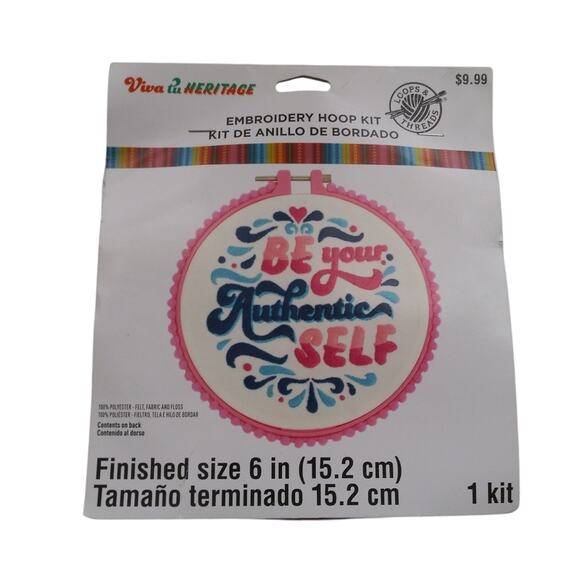 Viva tu HERITAGE
$9.99
LOOPS & THREADS
EMBROIDERY HOOP KIT
KIT DE ANILLO DE BORDADO
BE your
Authentic
SELF
100% POLYESTER - FELT, FABRIC AND FLOSS
100% POLIÉSTER - FIELTRO, TELA E HILO DE BORDAR
Contents on back
Contenido al dorso
Finished size 6 in (15.2 cm)
Tamaño terminado 15.2 cm
1 kit